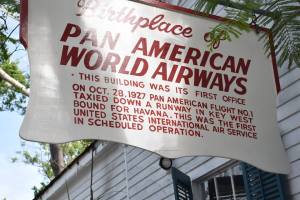 Birthplace of
PAN AMERICAN
WORLD AIRWAYS
· THIS BUILDING WAS ITS FIRST OFFICE
ON OCT. 28, 1927 PAN AMERICAN FLIGHT NO. 1
TAXIED DOWN A RUNWAY IN KEY WEST
BOUND FOR HAVANA. THIS WAS THE FIRST
UNITED STATES INTERNATIONAL AIR SERVICE
IN SCHEDULED OPERATION.